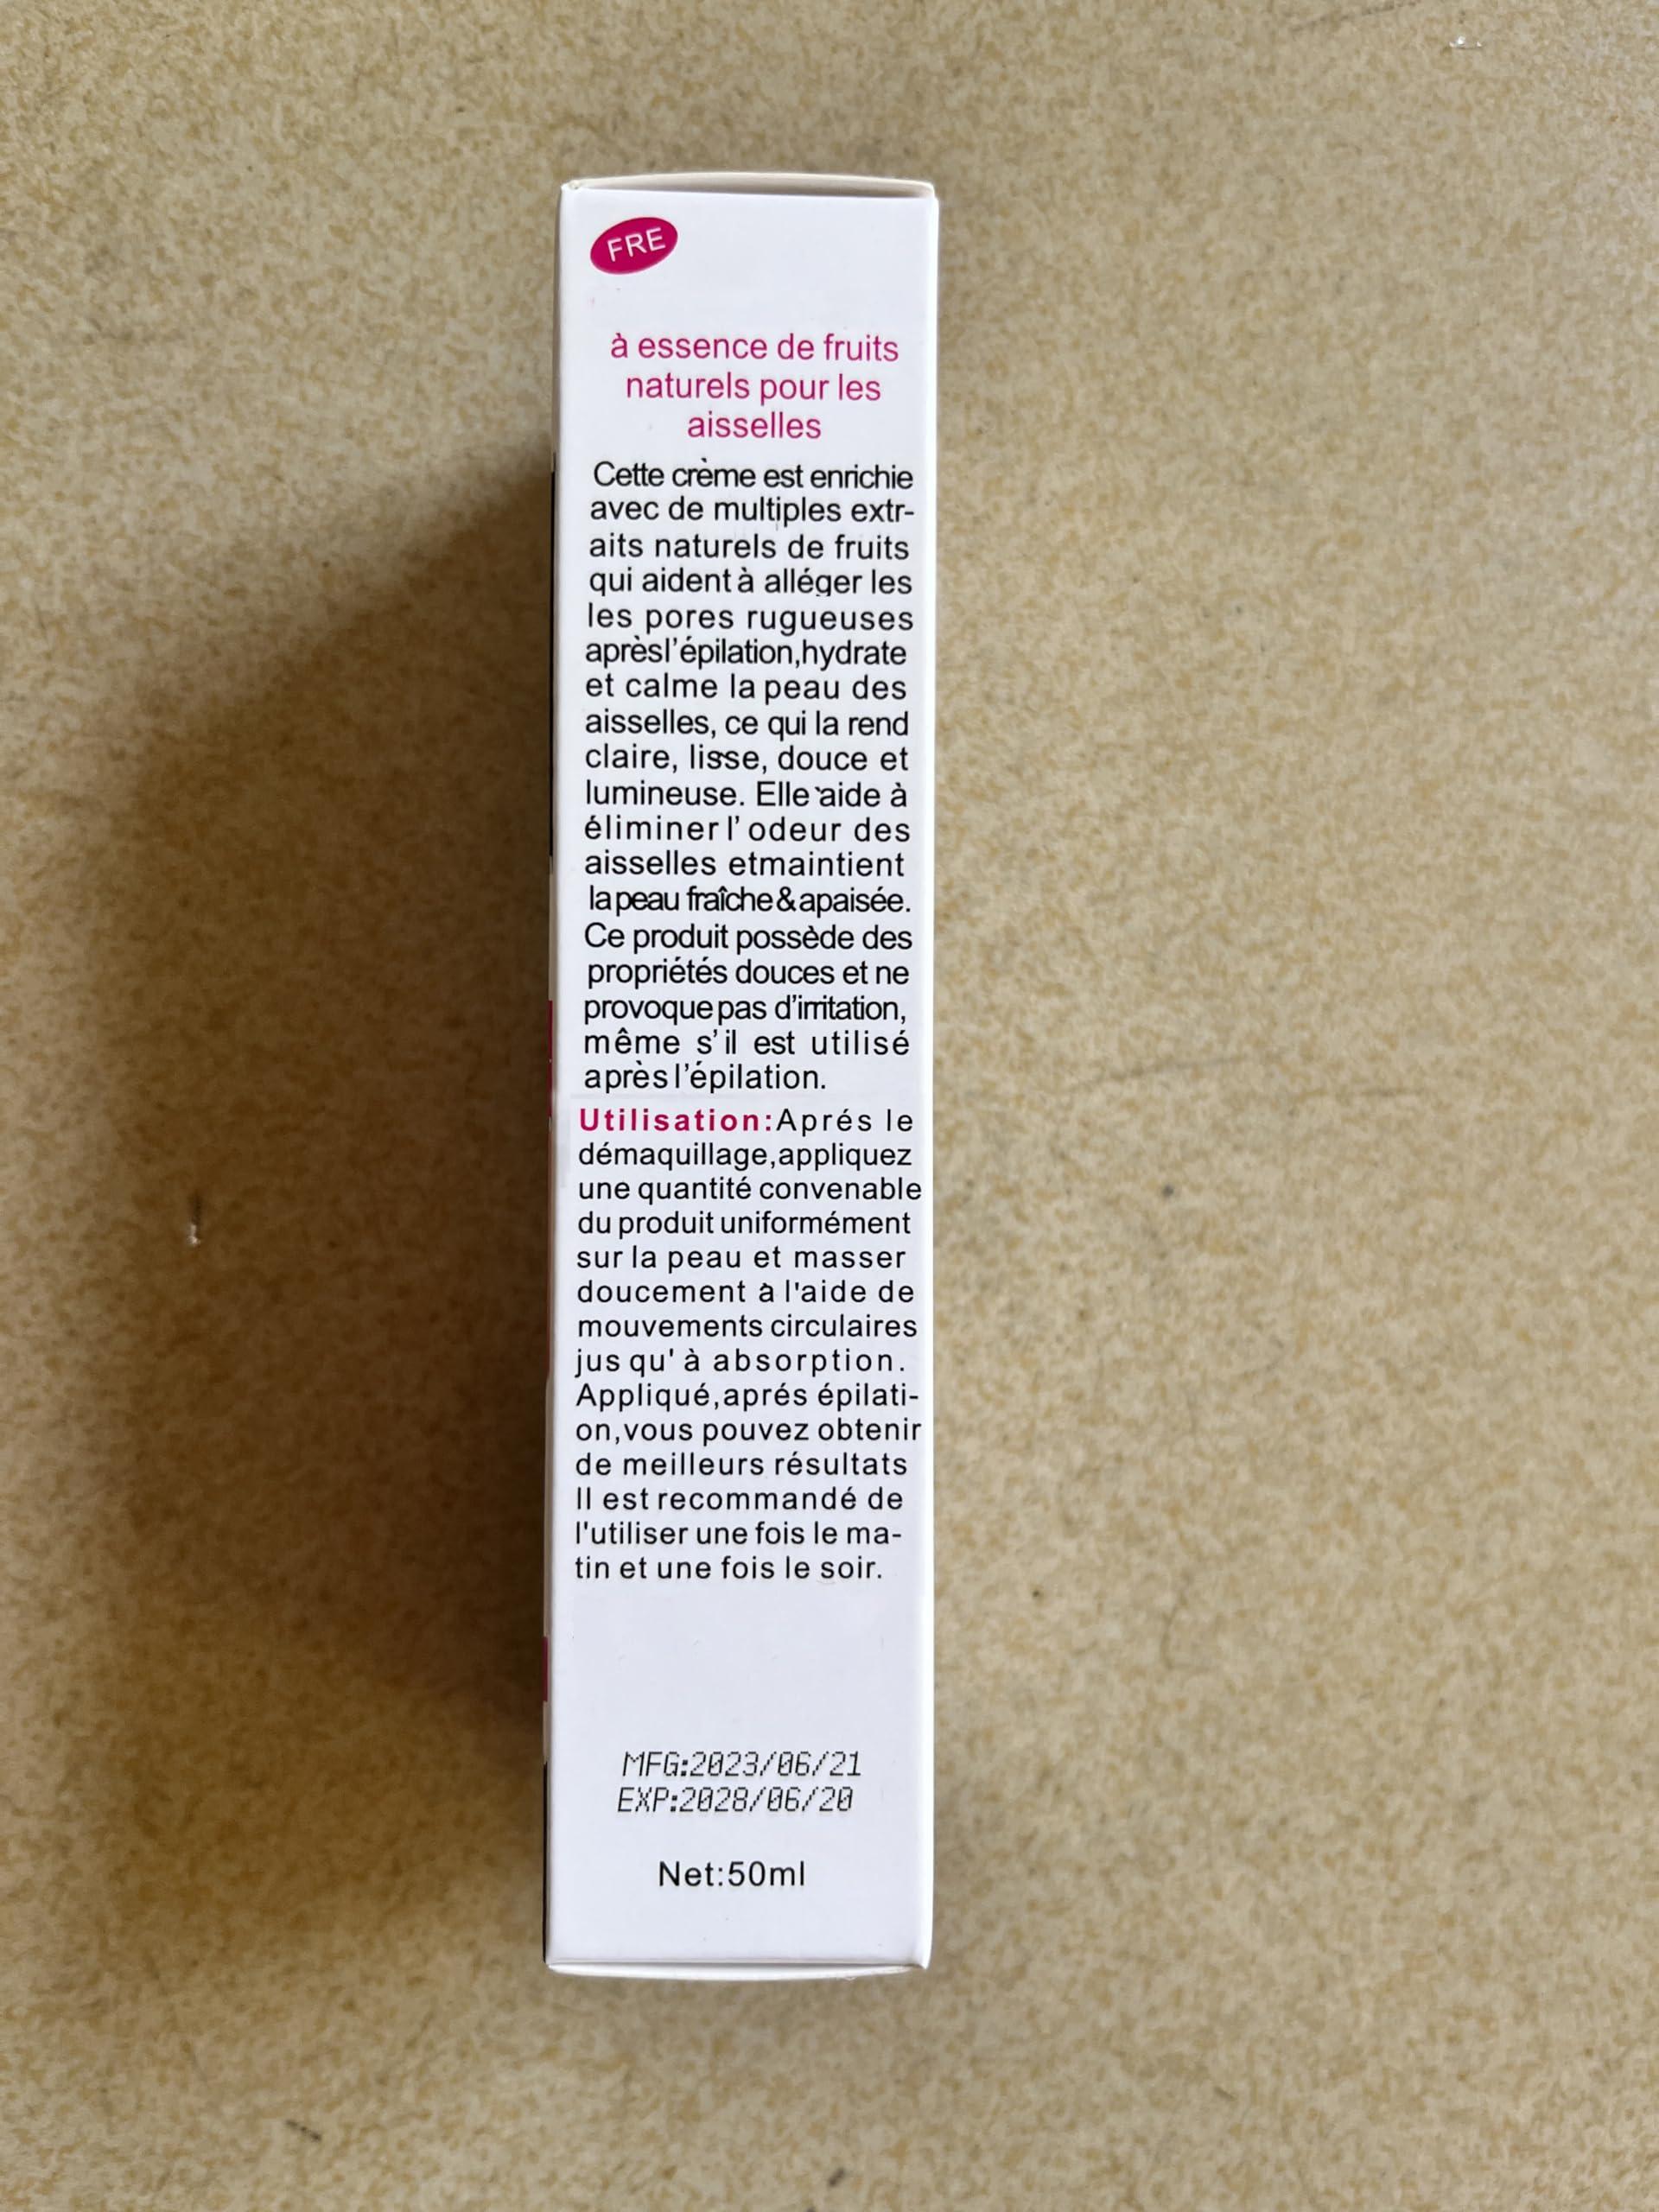 FRE
à essence de fruits
naturels pour les
aisselles
Cette crème est enrichie
avec de multiples extr-
aits naturels de fruits
qui aident à alléger les
les pores rugueuses
aprèsl'épilation,hydrate
et calme la peau des
aisselles, ce qui la rend
claire, lisse, douce et
lumineuse. Elle`aide à
éliminer l' odeur des
aisselles etmaintient
la peau fraîche&apaisée.
Ce produit possède des
propriétés douces et ne
provoque pas d'irritation,
même s' il est utilisé
après l'épilation.
Utilisation:Aprés le
démaquillage,appliquez
une quantité convenable
du produit uniformément
sur la peau et masser
doucement à l'aide de
mouvements circulaires
jus qu' à absorption.
Appliqué,aprés épilati-
on,vous pouvez obtenir
de meilleurs résultats
Il est recommandé de
l'utiliser une fois le ma-
tin et une fois le soir.
MFG:2023/06/21
EXP:2028/06/20
Net:50ml